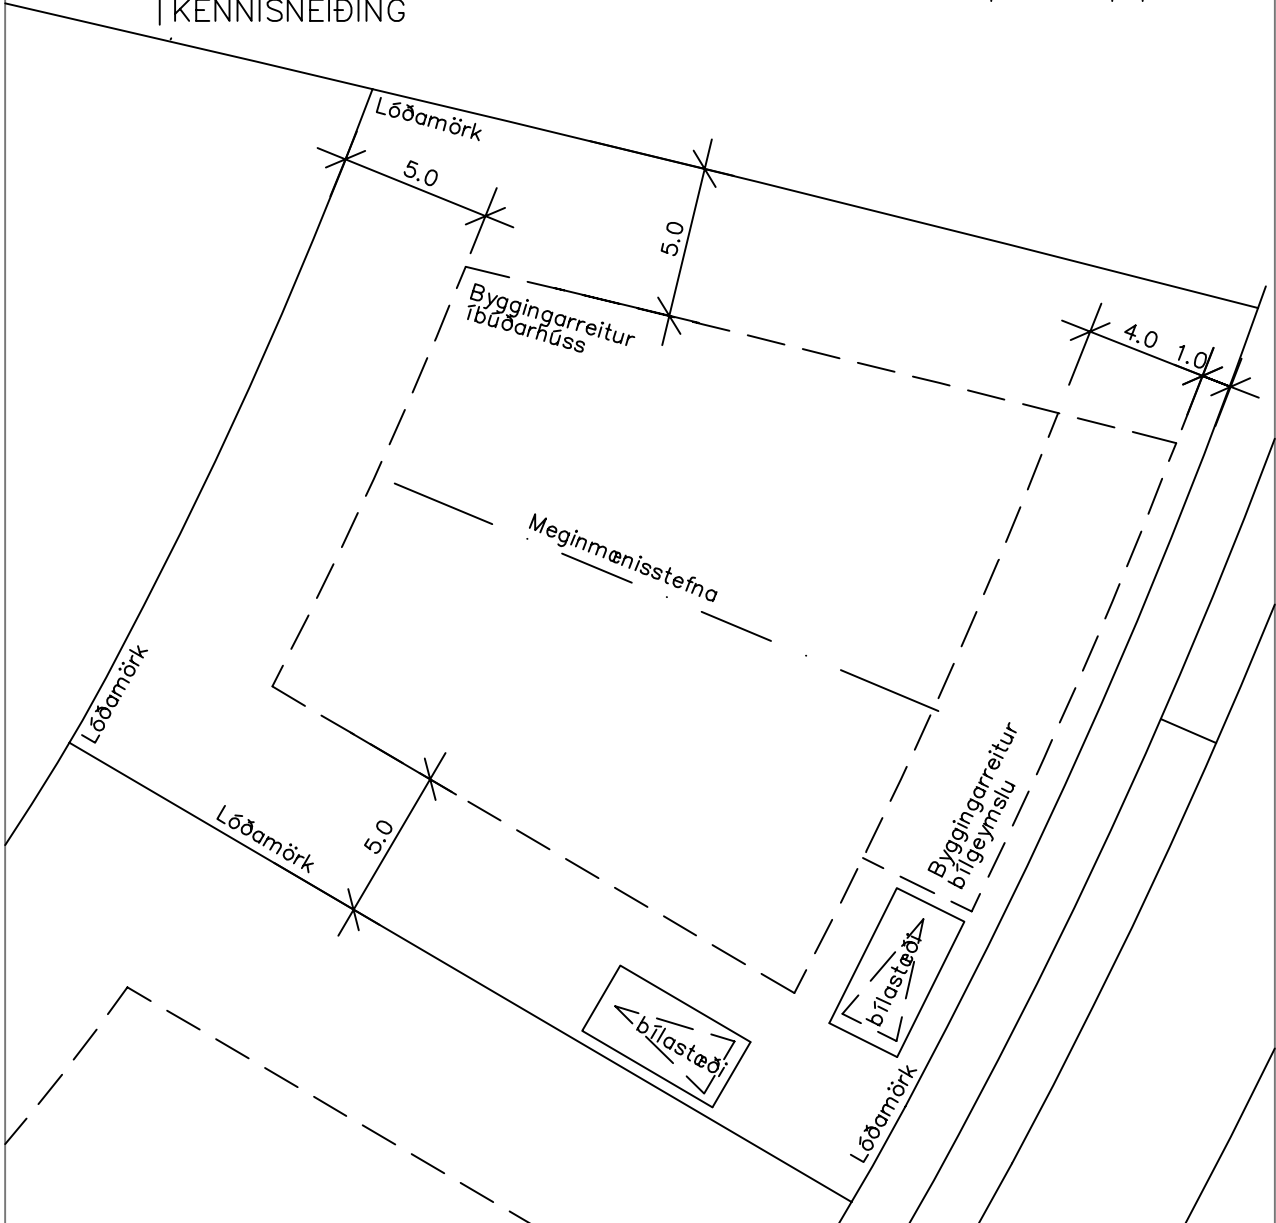 KENNISNEIÐING
Lóðamörk
5.0
5.0
Byggingarreitur
íbúðarhúss
4.0
1.0
Meginmænisstefna
Lóðamörk
Lóðamörk
5.0
Byggingarreitur
bílgeymslu
bílastæði
bílastæði
Lóðamörk